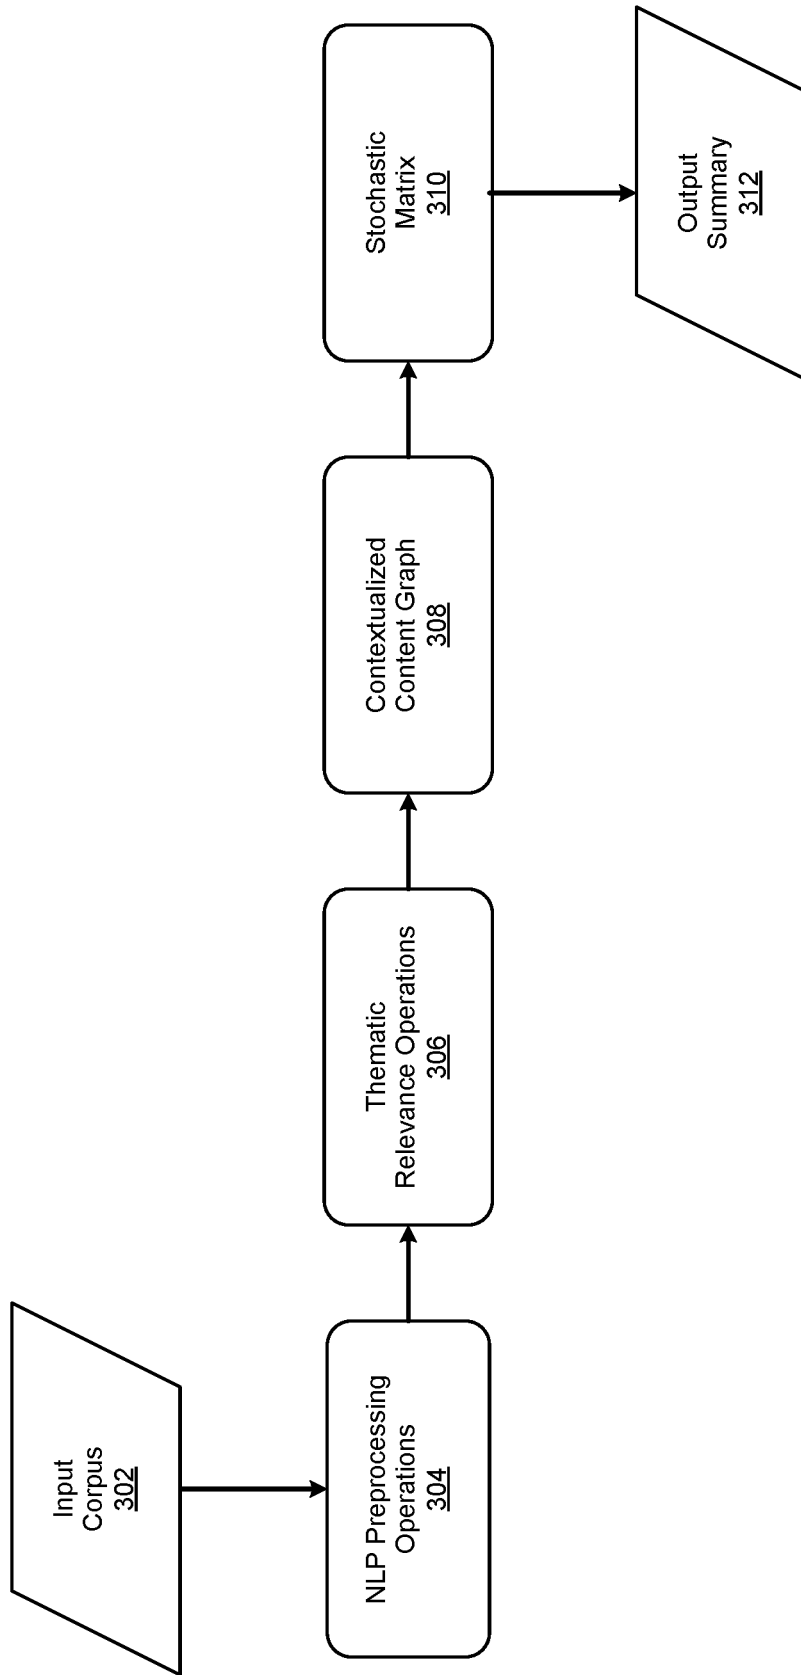 Input
Corpus
302
NLP Preprocessing
Operations
304
Thematic
Relevance Operations
306
Contextualized
Content Graph
308
Stochastic
Matrix
310
Output
Summary
312